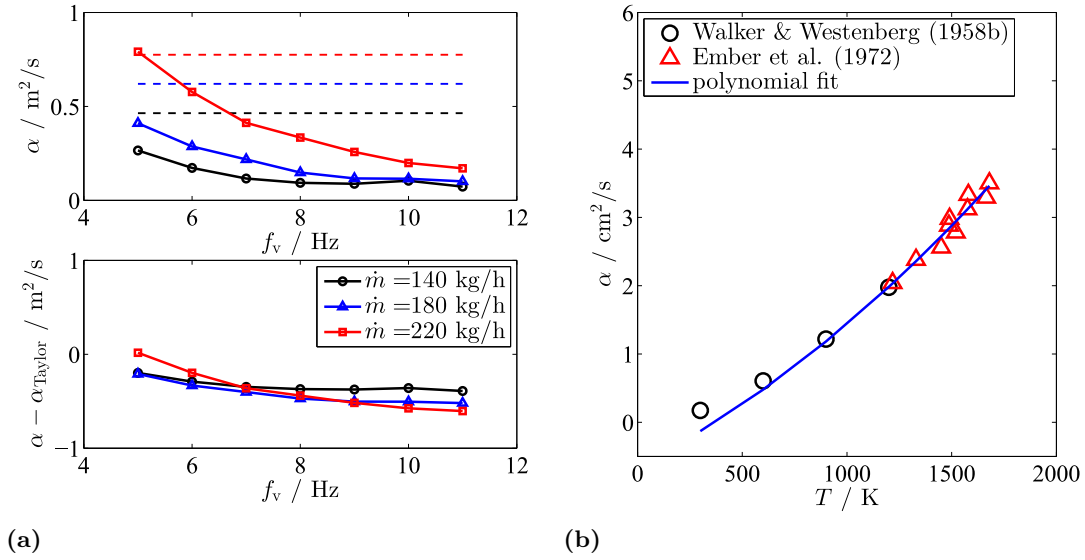 1
0.5
0
α / m²/s
4 6 8 10 12
f_v / Hz
0
−1
α − α_Taylor / m²/s
ṁ =140 kg/h
ṁ =180 kg/h
ṁ =220 kg/h
4 6 8 10 12
f_v / Hz
(a)
6
5
4
3
2
1
0
α / cm²/s
Walker & Westenberg (1958b)
Ember et al. (1972)
polynomial fit
500 1000 1500 2000
T / K
(b)